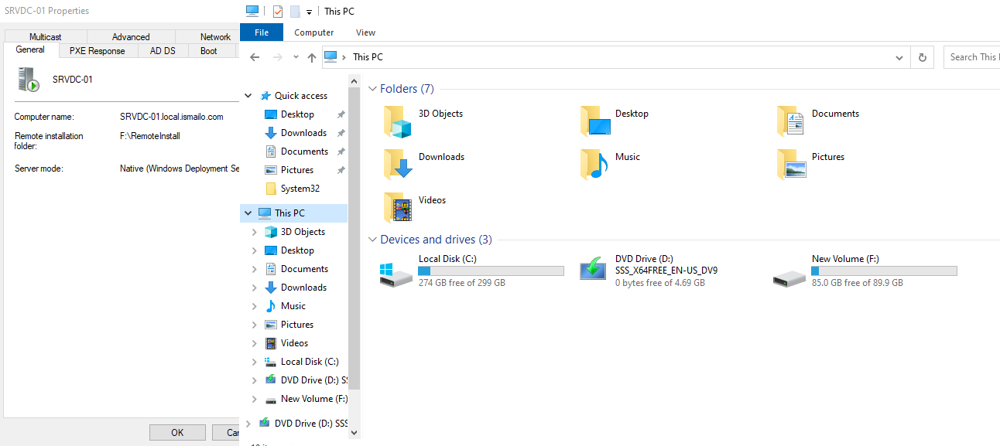 SRVDC-01 Properties
Multicast
Advanced
Network
General
PXE Response
AD DS
Boot
SRVDC-01
Computer name:
SRVDC-01.local.ismailo.com
Remote installation
folder:
F:\RemoteInstall
Server mode:
Native (Windows Deployment Se
OK
Can
This PC
File
Computer
View
This PC
Search This
Quick access
Desktop
Downloads
Documents
Pictures
System32
This PC
3D Objects
Desktop
Documents
Downloads
Music
Pictures
Videos
Local Disk (C:)
DVD Drive (D:) SS
New Volume (F:)
DVD Drive (D:) SSS
Folders (7)
3D Objects
Desktop
Documents
Downloads
Music
Pictures
Videos
Devices and drives (3)
Local Disk (C:)
274 GB free of 299 GB
DVD Drive (D:)
SSS_X64FREE_EN-US_DV9
0 bytes free of 4.69 GB
New Volume (F:)
85.0 GB free of 89.9 GB